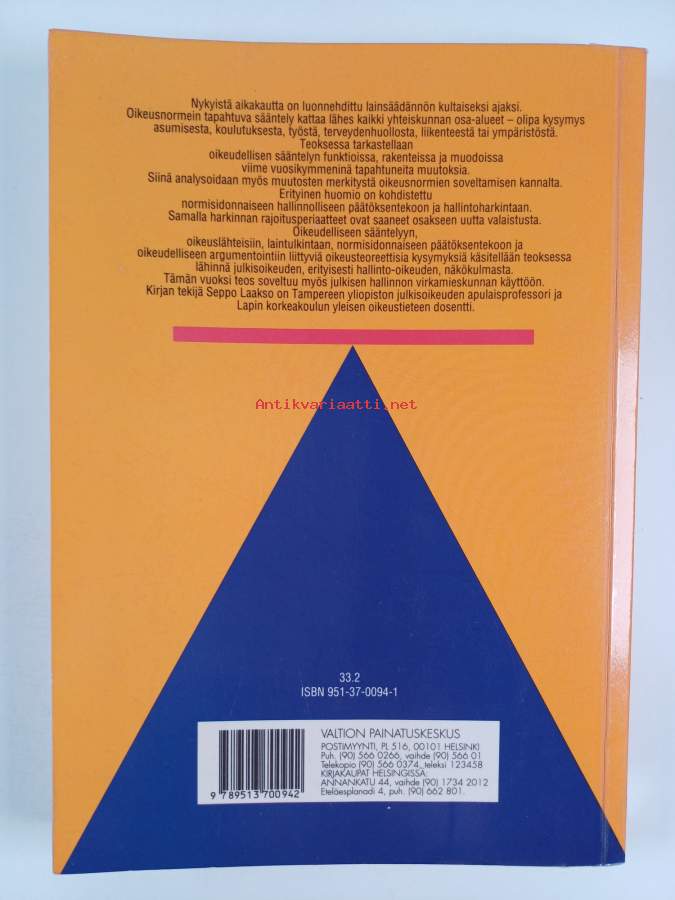 Nykyistä aikakautta on luonnehdittu lainsäädännön kultaiseksi ajaksi.
Oikeusnormein tapahtuva sääntely kattaa lähes kaikki yhteiskunnan osa-alueet – olipa kysymys
asumisesta, koulutuksesta, työstä, terveydenhuollosta, liikenteestä tai ympäristöstä.
Teoksessa tarkastellaan
oikeudellisen sääntelyn funktioissa, rakenteissa ja muodoissa
viime vuosikymmeninä tapahtuneita muutoksia.
Siinä analysoidaan myös muutosten merkitystä oikeusnormien soveltamisen kannalta.
Erityinen huomio on kohdistettu
normisidonnaiseen hallinnolliseen päätöksentekoon ja hallintoharkintaan.
Samalla harkinnan rajoitusperiaatteet ovat saaneet osakseen uutta valaistusta.
Oikeudelliseen sääntelyyn,
oikeuslähteisiin, laintulkintaan, normisidonnaiseen päätöksentekoon ja
oikeudelliseen argumentointiin liittyviä oikeusteoreettisia kysymyksiä käsitellään teoksessa
lähinnä julkisoikeuden, erityisesti hallinto-oikeuden, näkökulmasta.
Tämän vuoksi teos soveltuu myös julkisen hallinnon virkamieskunnan käyttöön.
Kirjan tekijä Seppo Laakso on Tampereen yliopiston julkisoikeuden apulaisprofessori ja
Lapin korkeakoulun yleisen oikeustieteen dosentti.
Antikvariaatti.net
33.2
ISBN 951-37-0094-1
VALTION PAINATUSKESKUS
POSTIMYYNTI, PL 516, 00101 HELSINKI
Puh. (90) 566 0266, vaihde (90) 566 01
Telekopio (90) 566 0374, teleksi 123458
KIRJAKAUPAT HELSINGISSÄ:
ANNANKATU 44, vaihde (90) 1734 2012
Eteläesplanadi 4, puh. (90) 662 801.
9 789513 700942